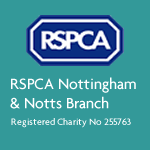 RSPCA
RSPCA Nottingham
& Notts Branch
Registered Charity No 255763